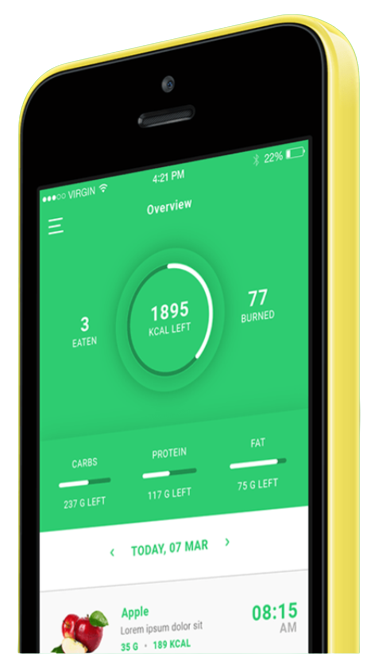 VIRGIN 4:21 PM 22%
Overview
3
EATEN
1895
KCAL LEFT
77
BURNED
CARBS
237 G LEFT
PROTEIN
117 G LEFT
FAT
75 G LEFT
‹ TODAY, 07 MAR ›
Apple
Lorem ipsum dolor sit
35 G • 189 KCAL
08:15
AM